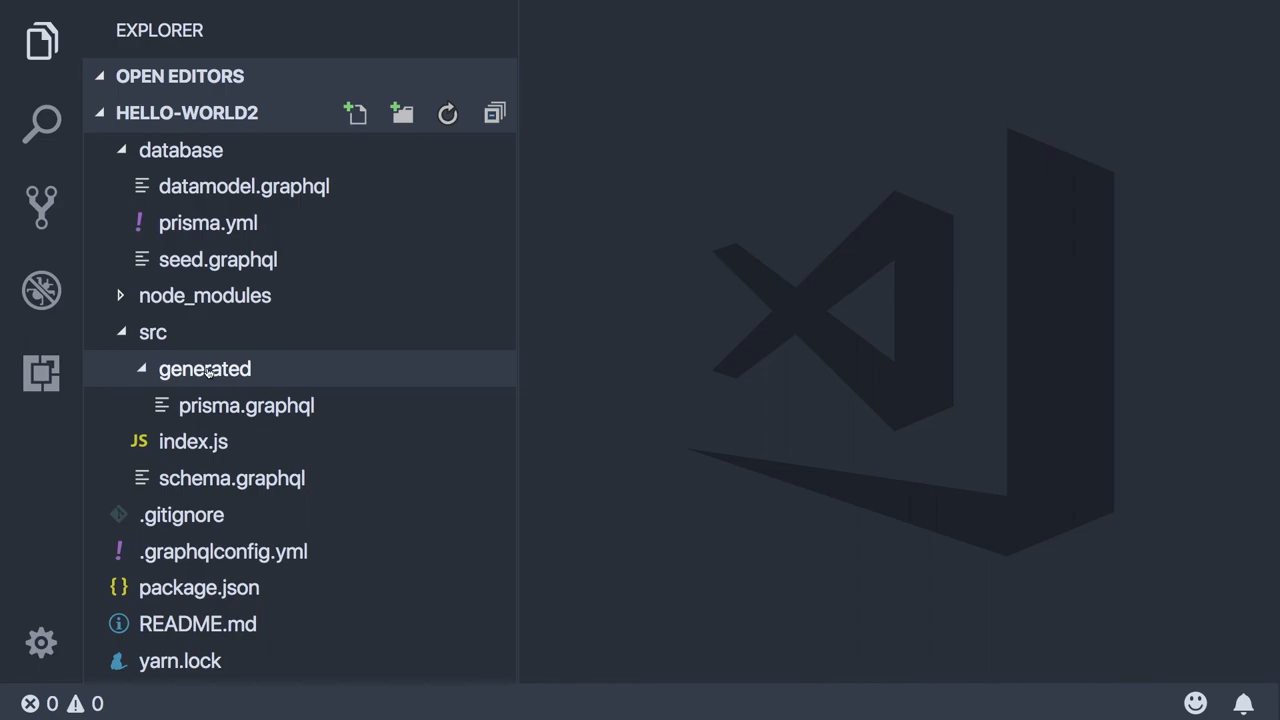 EXPLORER
OPEN EDITORS
HELLO-WORLD2
database
datamodel.graphql
! prisma.yml
seed.graphql
node_modules
src
generated
prisma.graphql
JS index.js
schema.graphql
.gitignore
! .graphqlconfig.yml
{ } package.json
README.md
yarn.lock
0 0